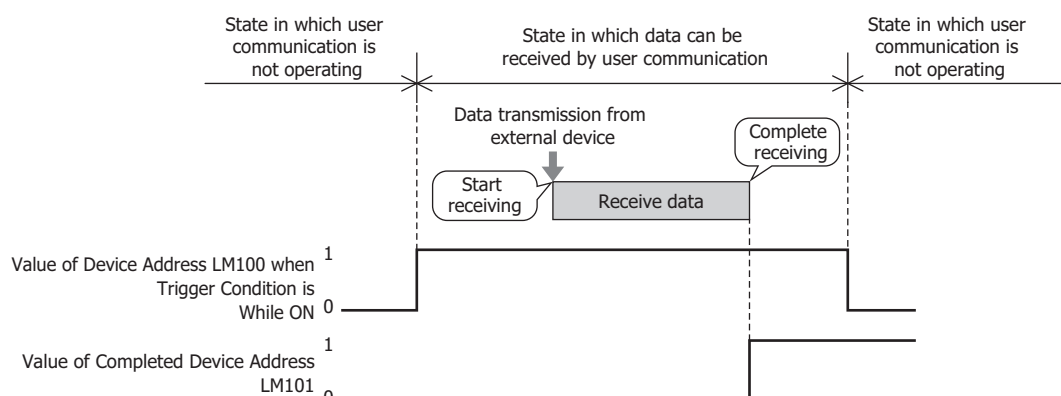 State in which user
communication is
not operating
State in which data can be
received by user communication
State in which user
communication is
not operating
Data transmission from
external device
Complete
receiving
Start
receiving
Receive data
Value of Device Address LM100 when
Trigger Condition is
While ON
1
0
Value of Completed Device Address
LM101
1
0